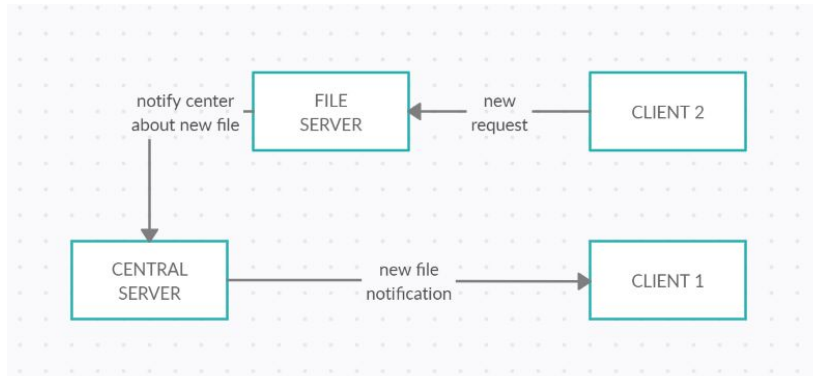 notify center
about new file
FILE
SERVER
new
request
CLIENT 2
CENTRAL
SERVER
new file
notification
CLIENT 1